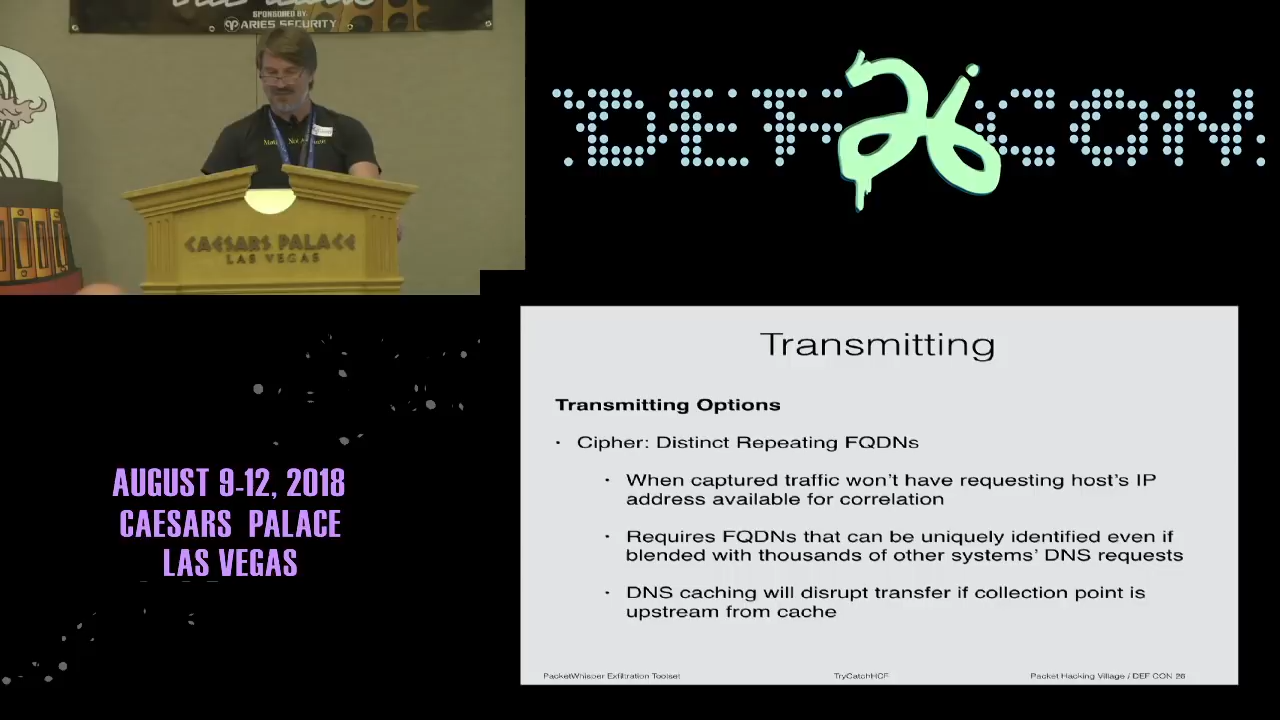 SPONSORED BY:
ARIES SECURITY
CAESARS PALACE
LAS VEGAS
DEF CON 26
AUGUST 9-12, 2018
CAESARS PALACE
LAS VEGAS
Transmitting
Transmitting Options
· Cipher: Distinct Repeating FQDNs
· When captured traffic won't have requesting host's IP
address available for correlation
· Requires FQDNs that can be uniquely identified even if
blended with thousands of other systems' DNS requests
· DNS caching will disrupt transfer if collection point is
upstream from cache
PacketWhisper Exfiltration Toolset
TryCatchHCF
Packet Hacking Village / DEF CON 26